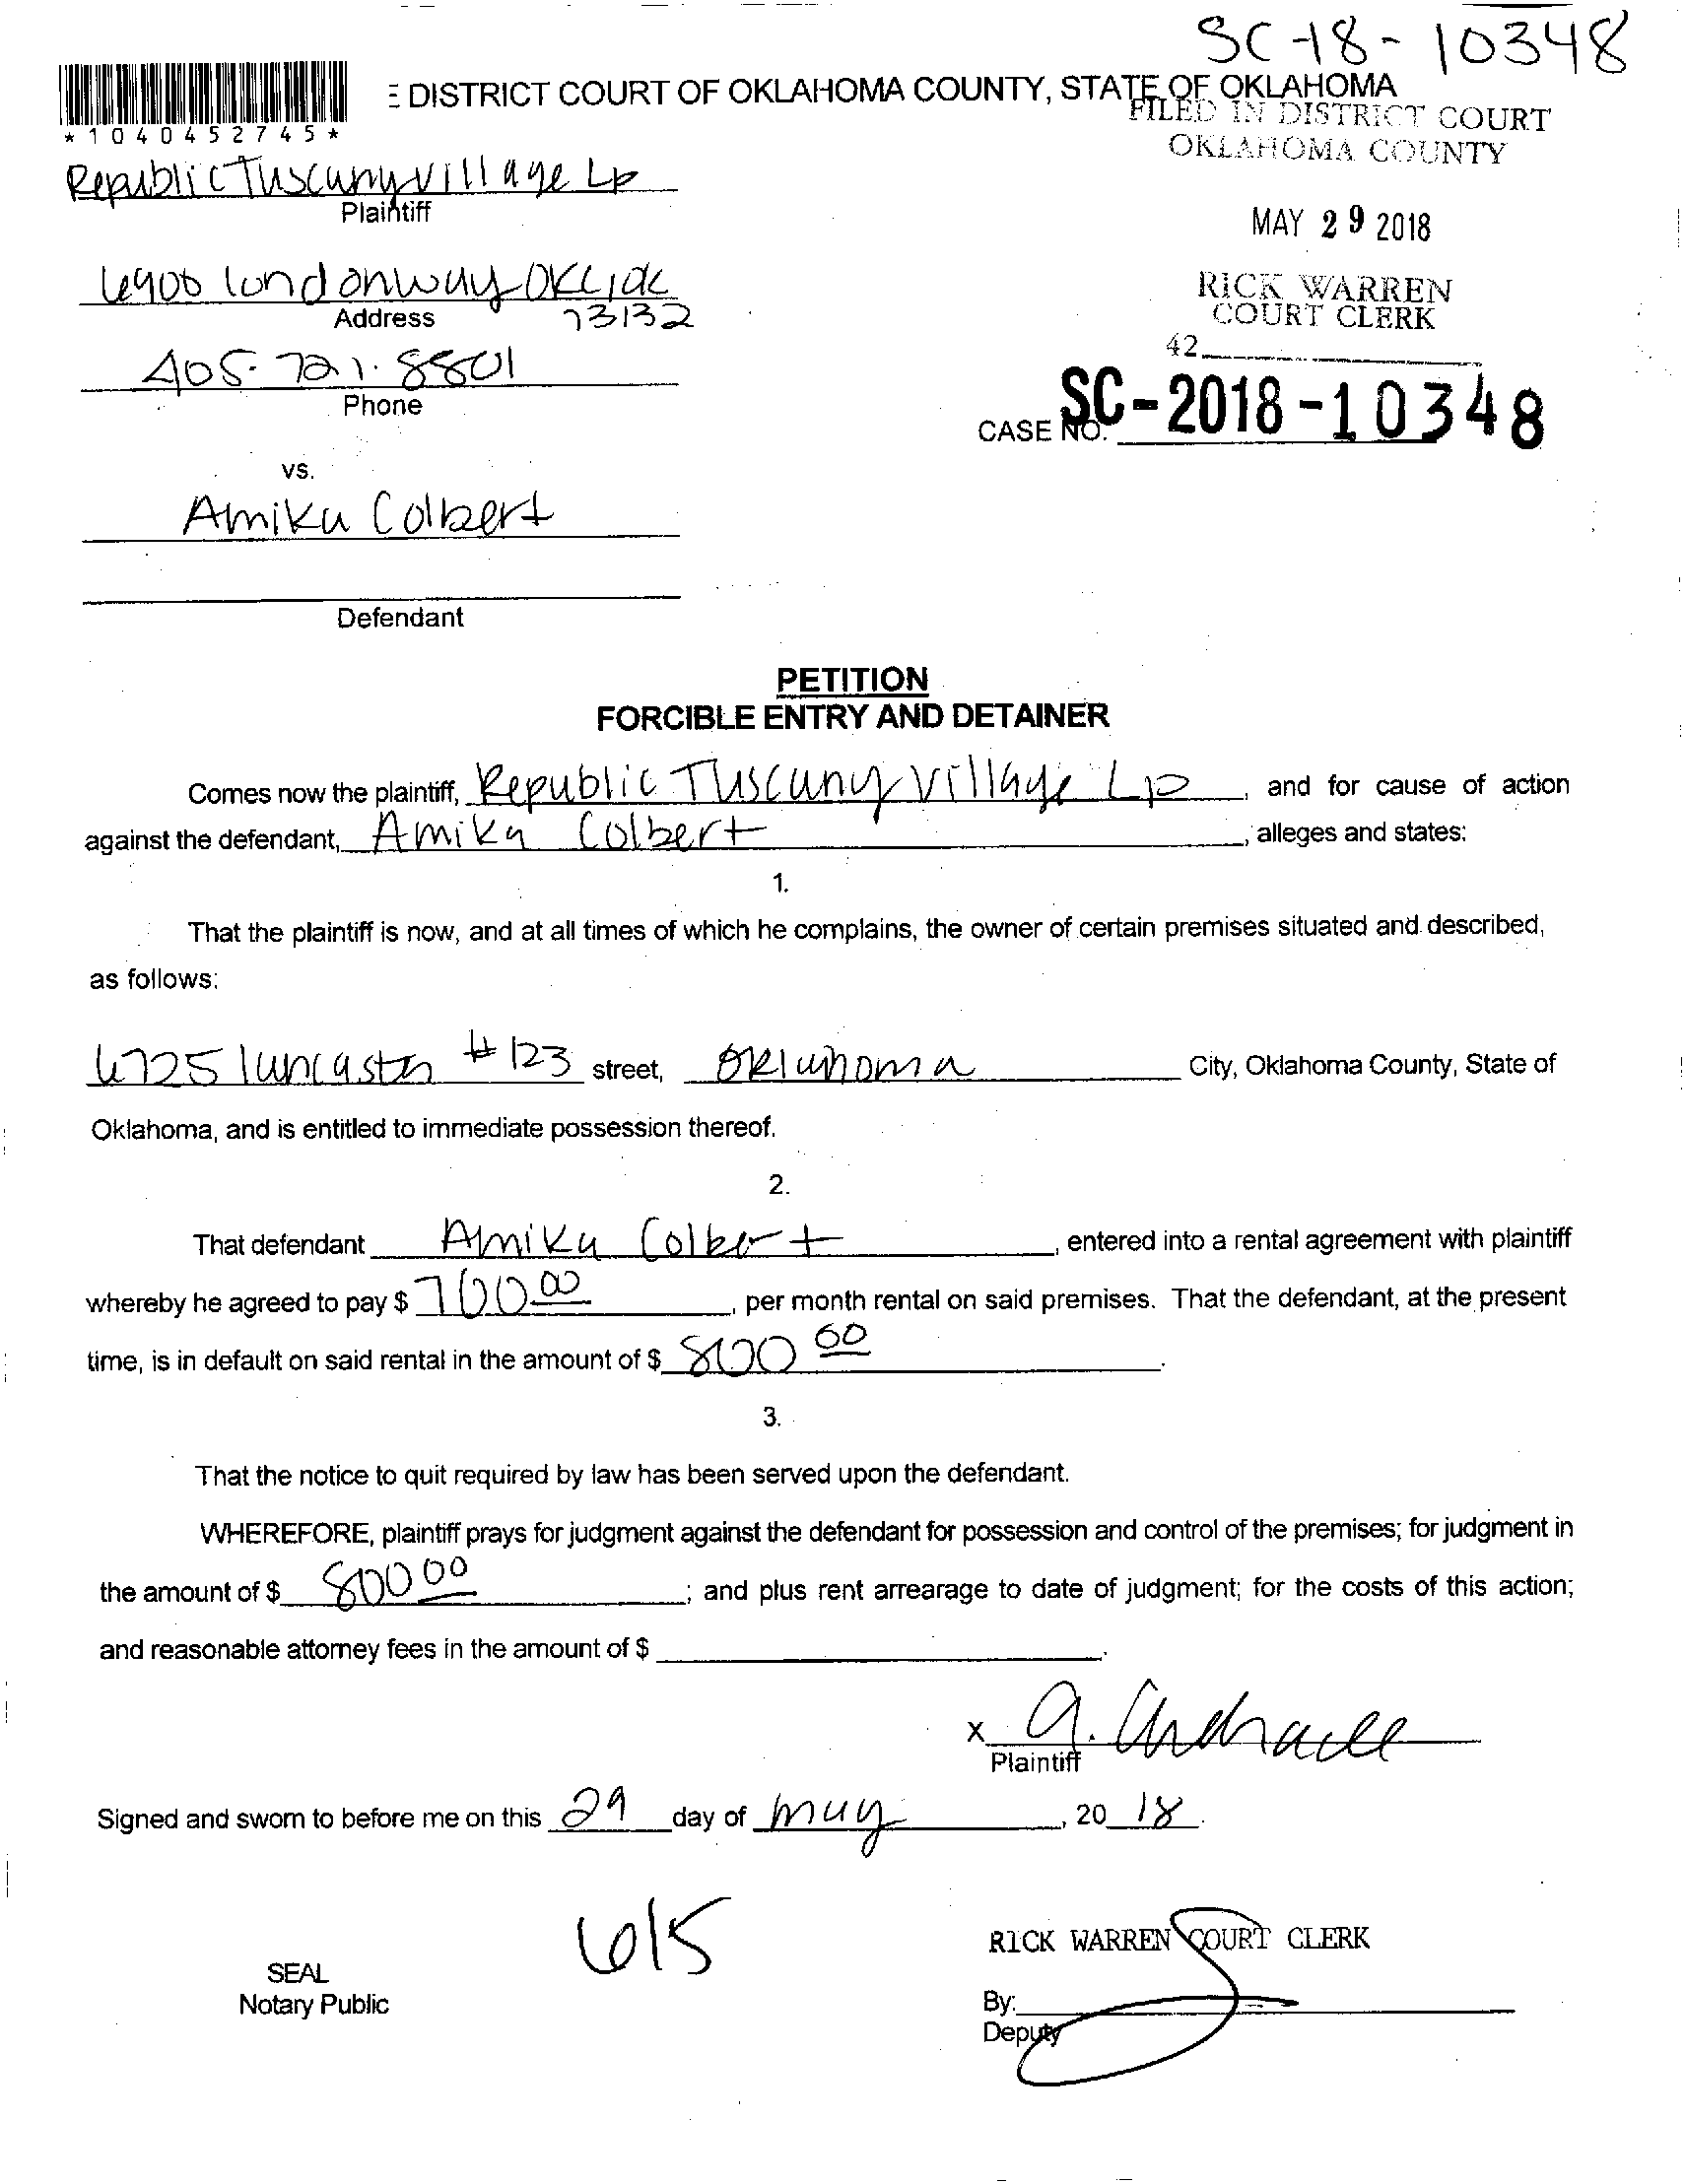 SC-18-10348
E DISTRICT COURT OF OKLAHOMA COUNTY, STATE OF OKLAHOMA
*1040452745*
FILED IN DISTRICT COURT
OKLAHOMA COUNTY
Republic Tuscany Village LP
Plaintiff
MAY 29 2018
6900 london way OKC, ok
73132
Address
RICK WARREN
COURT CLERK
42
405.721.8801
Phone
CASE NO. SC-2018-10348
vs.
Amika Colbert
Defendant
PETITION
FORCIBLE ENTRY AND DETAINER
Comes now the plaintiff, Republic Tuscany Village LP, and for cause of action
against the defendant, Amika Colbert, alleges and states:
1.
That the plaintiff is now, and at all times of which he complains, the owner of certain premises situated and described,
as follows:
6725 lancaster #123 street, Oklahoma City, Oklahoma County, State of
Oklahoma, and is entitled to immediate possession thereof.
2.
That defendant Amika Colbert, entered into a rental agreement with plaintiff
whereby he agreed to pay $ 700.00, per month rental on said premises. That the defendant, at the present
time, is in default on said rental in the amount of $ 800 00.
3.
That the notice to quit required by law has been served upon the defendant.
WHEREFORE, plaintiff prays for judgment against the defendant for possession and control of the premises; for judgment in
the amount of $ 800 00; and plus rent arrearage to date of judgment; for the costs of this action;
and reasonable attorney fees in the amount of $
x A. Andrade
Plaintiff
Signed and sworn to before me on this 29 day of may, 20 18.
615
SEAL
Notary Public
RICK WARREN COURT CLERK
By:
Deputy